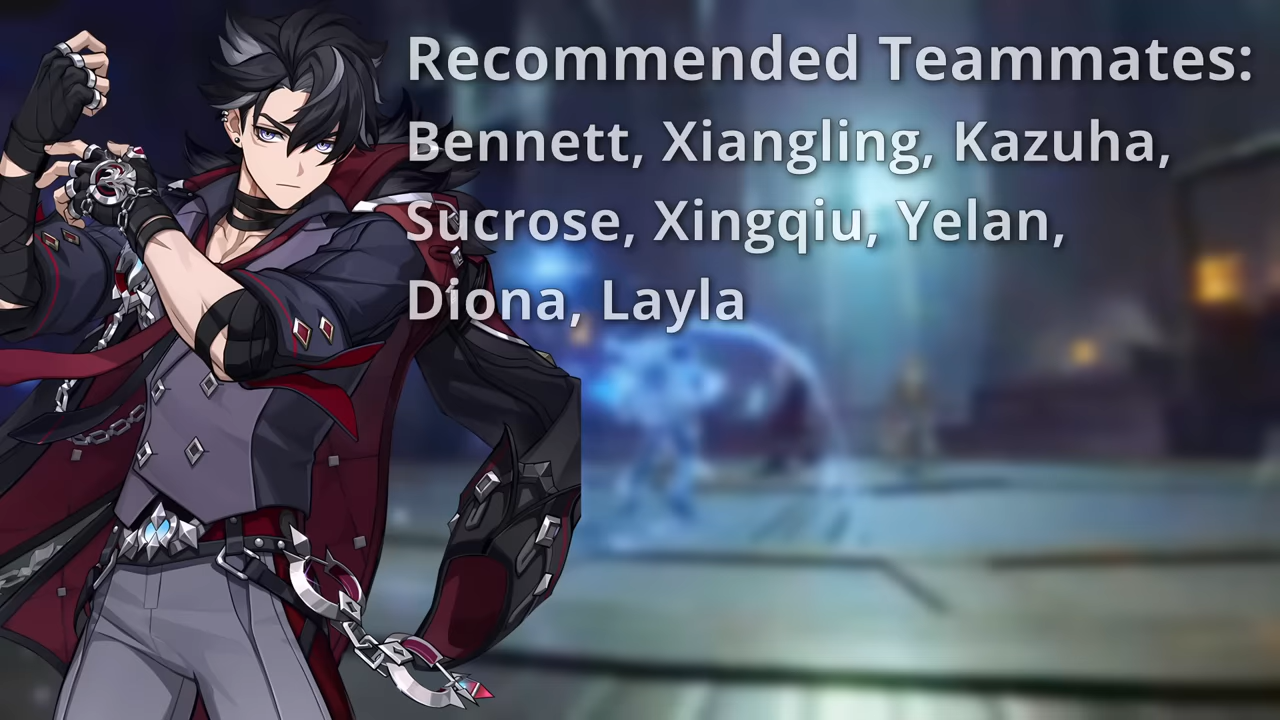 Recommended Teammates:
Bennett, Xiangling, Kazuha,
Sucrose, Xingqiu, Yelan,
Diona, Layla